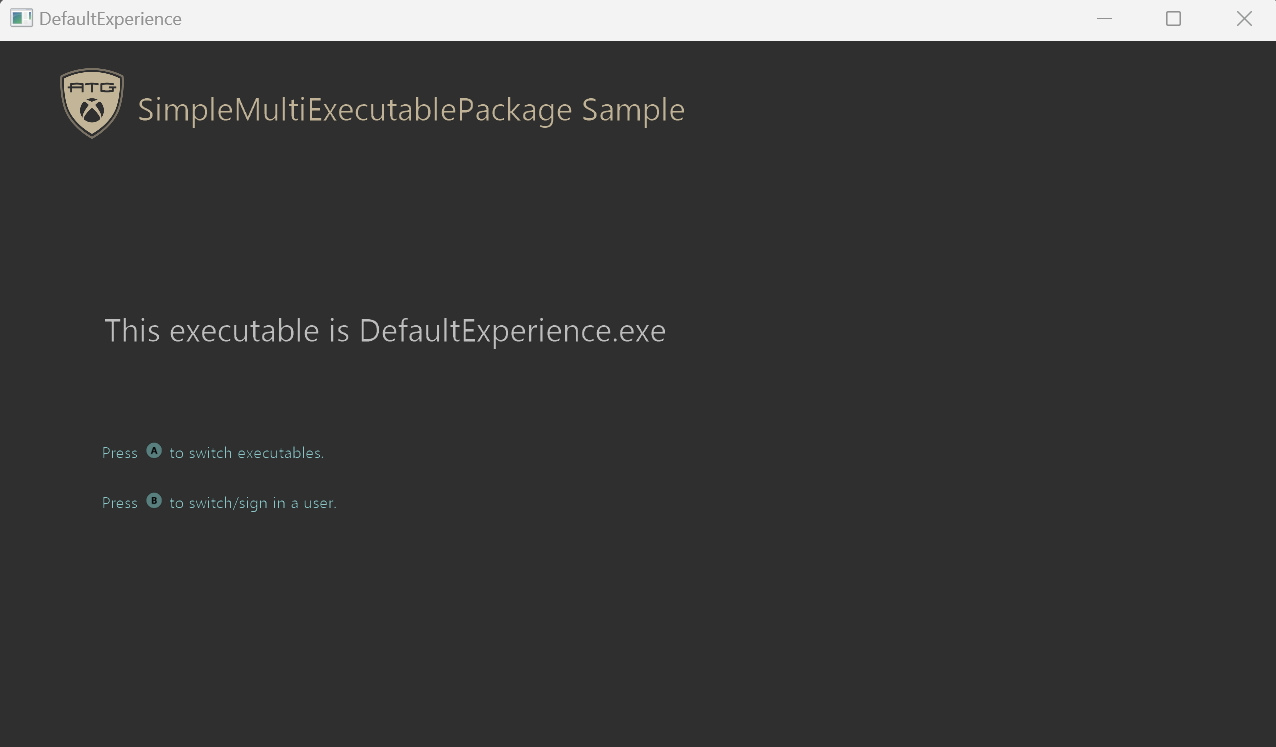 DefaultExperience
ATG
SimpleMultiExecutablePackage Sample
This executable is DefaultExperience.exe
Press A to switch executables.
Press B to switch/sign in a user.